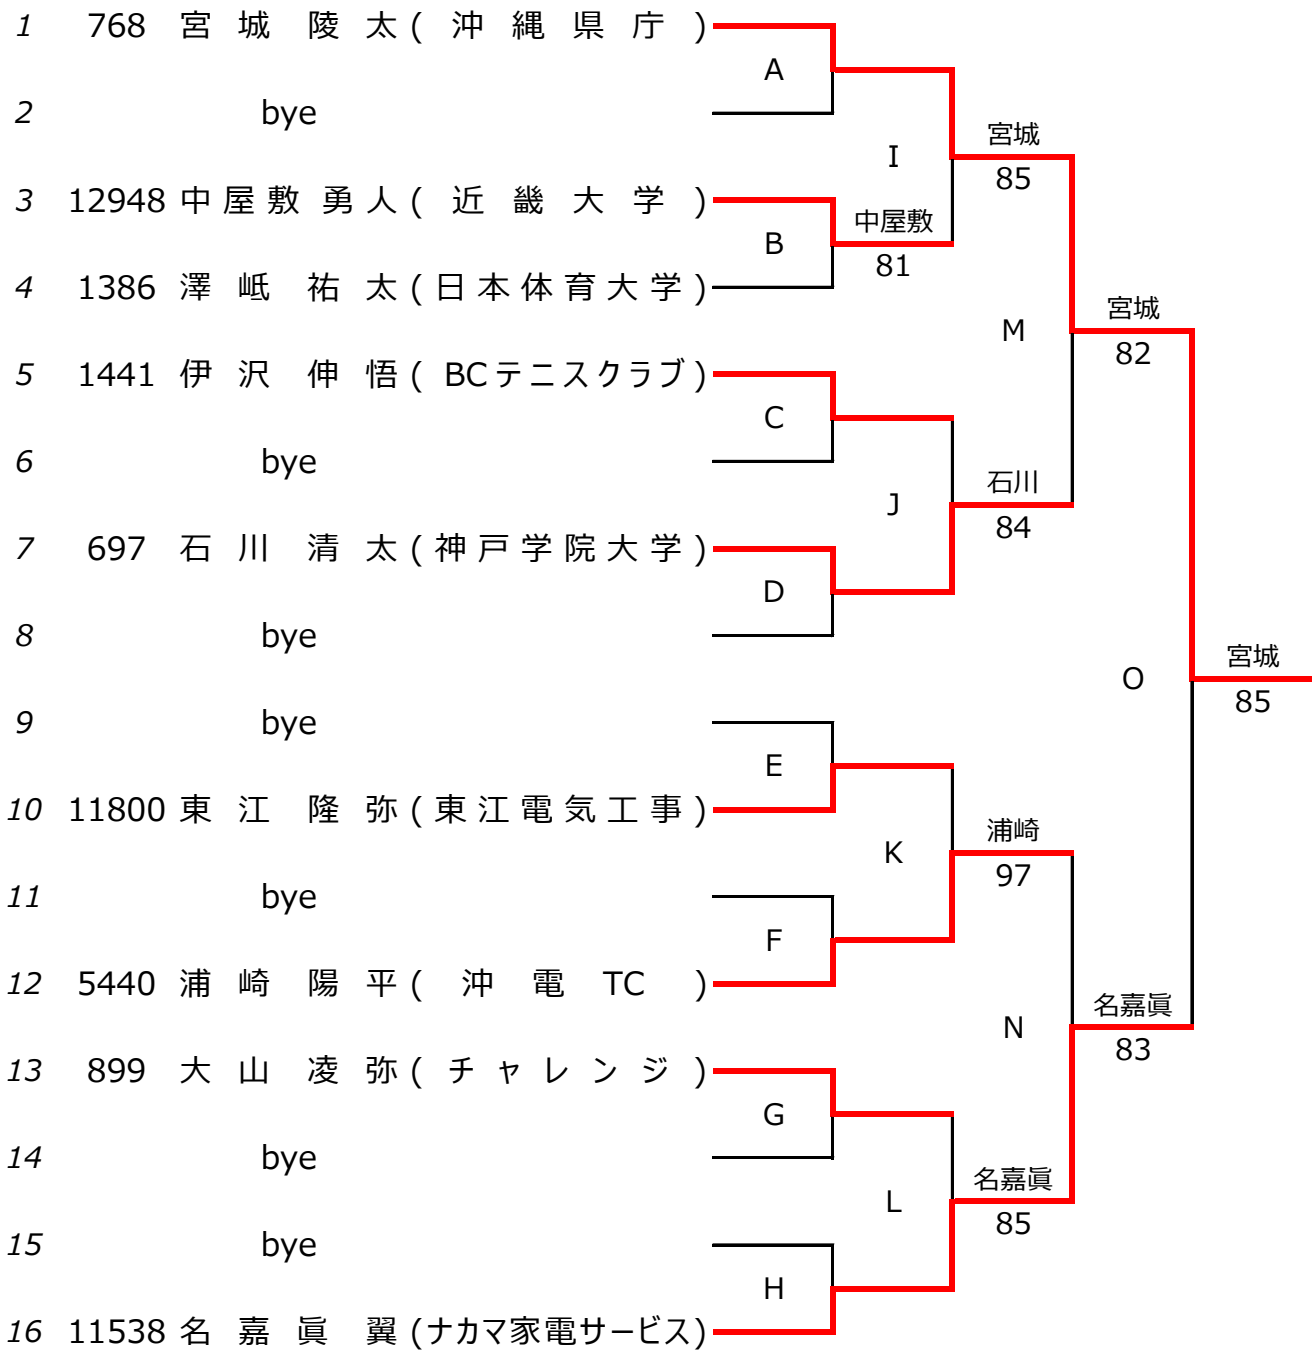 1 768 宮城 陵太 (沖縄県庁)
A
2 bye
宮城
I
85
3 12948 中屋敷 勇人 (近畿大学)
中屋敷
B
81
4 1386 澤岻 祐太 (日本体育大学)
宮城
M
82
5 1441 伊沢 伸悟 (BCテニスクラブ)
C
6 bye
石川
J
84
7 697 石川 清太 (神戸学院大学)
D
8 bye
宮城
O
85
9 bye
E
10 11800 東江 隆弥 (東江電気工事)
浦崎
K
97
11 bye
F
12 5440 浦崎 陽平 (沖電TC)
名嘉眞
N
83
13 899 大山 凌弥 (チャレンジ)
G
14 bye
名嘉眞
L
85
15 bye
H
16 11538 名嘉眞 翼 (ナカマ家電サービス)